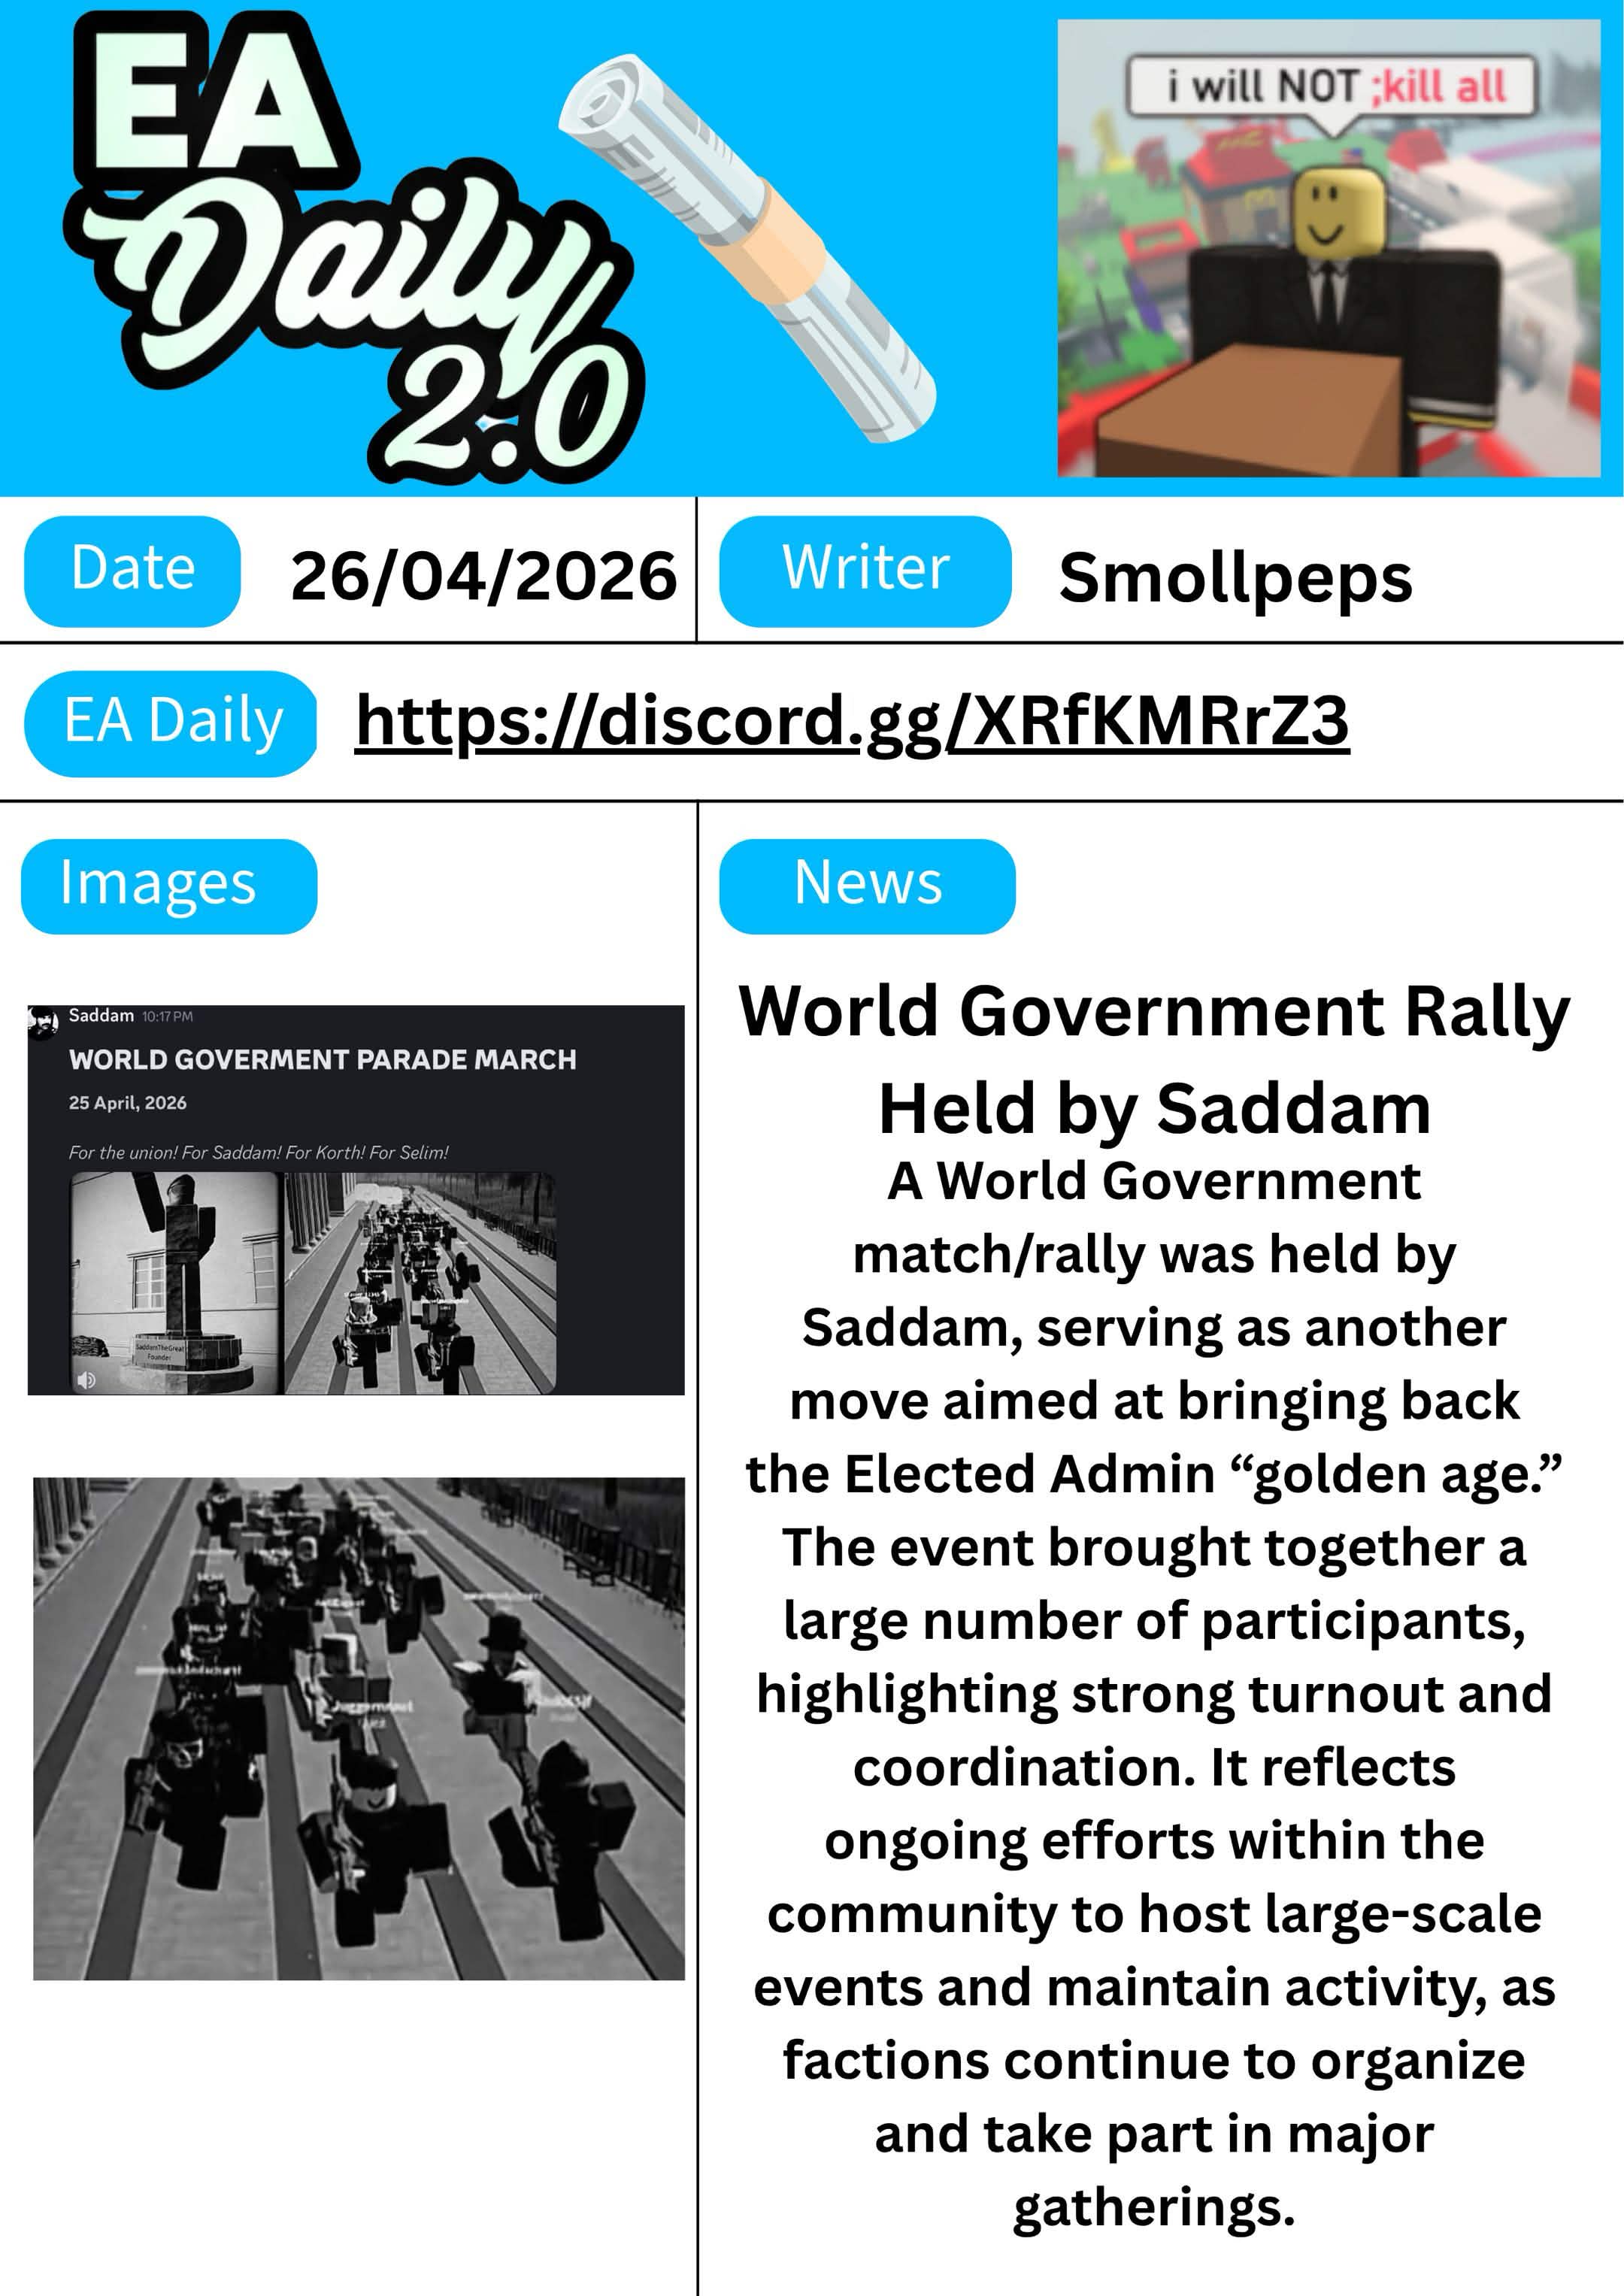 EA
Daily
2.0
i will NOT ;kill all
Date
26/04/2026
Writer
Smollpeps
EA Daily
https://discord.gg/XRfKMRrZ3
Images
Saddam 10:17 PM
WORLD GOVERMENT PARADE MARCH
25 April, 2026
For the union! For Saddam! For Korth! For Selim!
SaddamTheGreat
Founder
Juggernaut
News
World Government Rally
Held by Saddam
A World Government
match/rally was held by
Saddam, serving as another
move aimed at bringing back
the Elected Admin “golden age.”
The event brought together a
large number of participants,
highlighting strong turnout and
coordination. It reflects
ongoing efforts within the
community to host large-scale
events and maintain activity, as
factions continue to organize
and take part in major
gatherings.